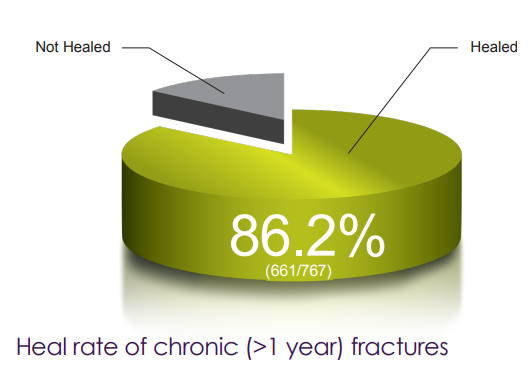 Not Healed
Healed
86.2%
(661/767)
Heal rate of chronic (>1 year) fractures